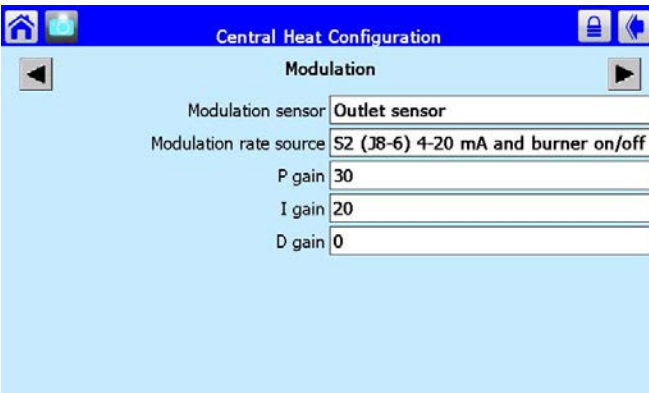 Central Heat Configuration
Modulation
Modulation sensor Outlet sensor
Modulation rate source S2 (J8-6) 4-20 mA and burner on/off
P gain 30
I gain 20
D gain 0